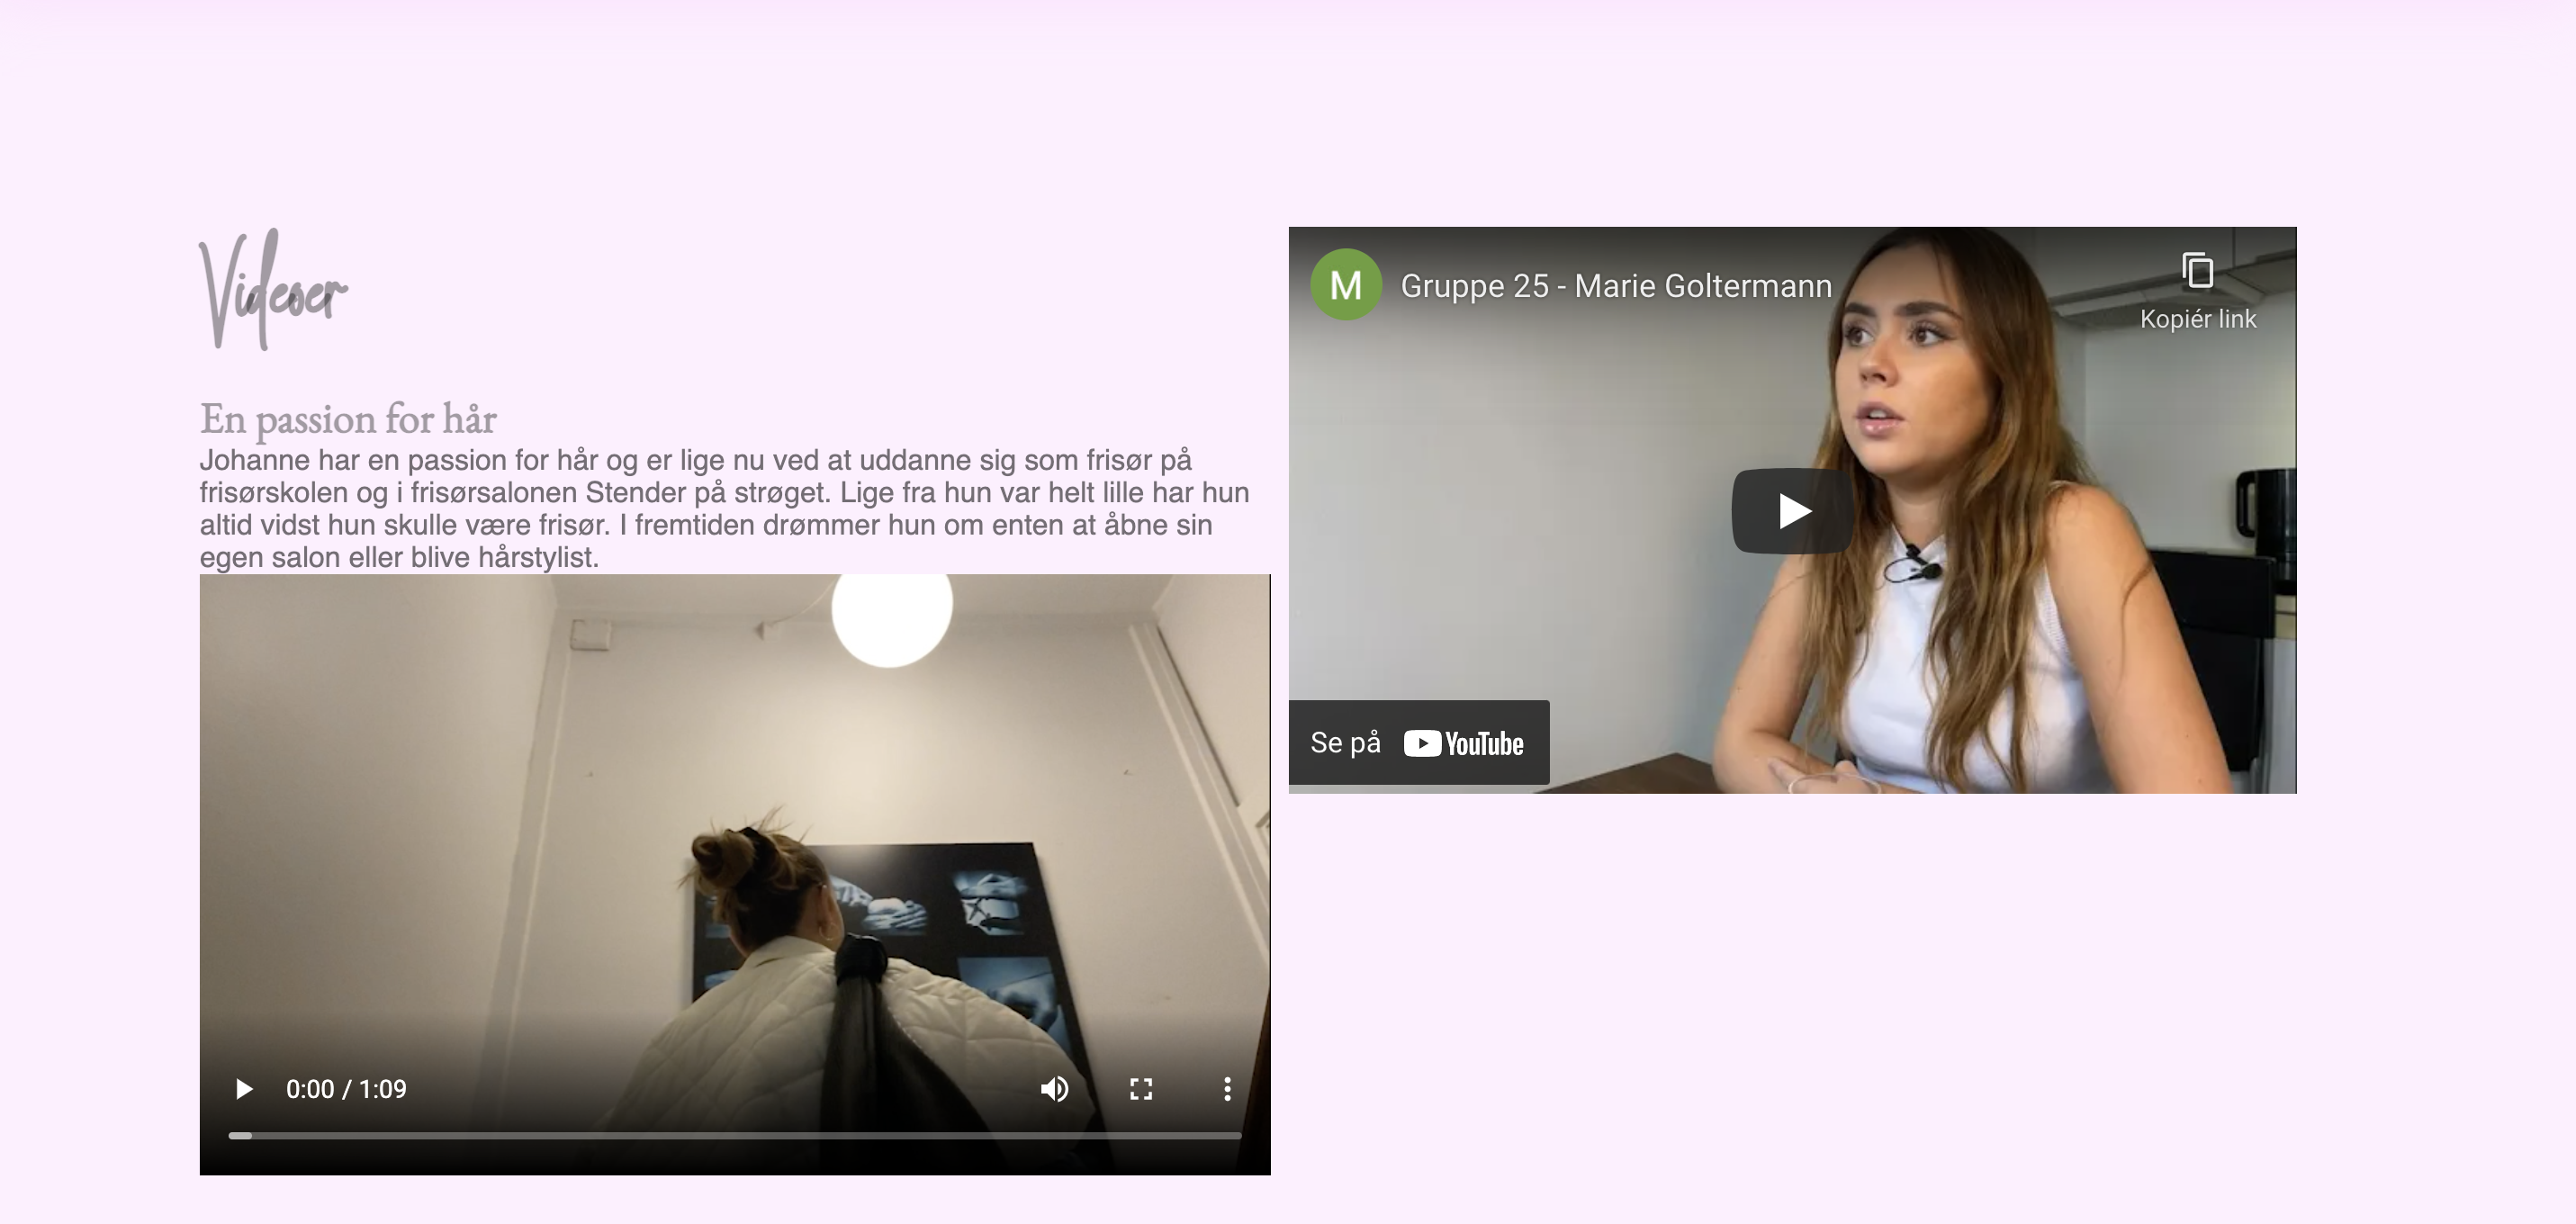 Videoer
En passion for hår
Johanne har en passion for hår og er lige nu ved at uddanne sig som frisør på
frisørskolen og i frisørsalonen Stender på strøget. Lige fra hun var helt lille har hun
altid vidst hun skulle være frisør. I fremtiden drømmer hun om enten at åbne sin
egen salon eller blive hårstylist.
0:00 / 1:09
M
Gruppe 25 - Marie Goltermann
Kopiér link
Se på YouTube